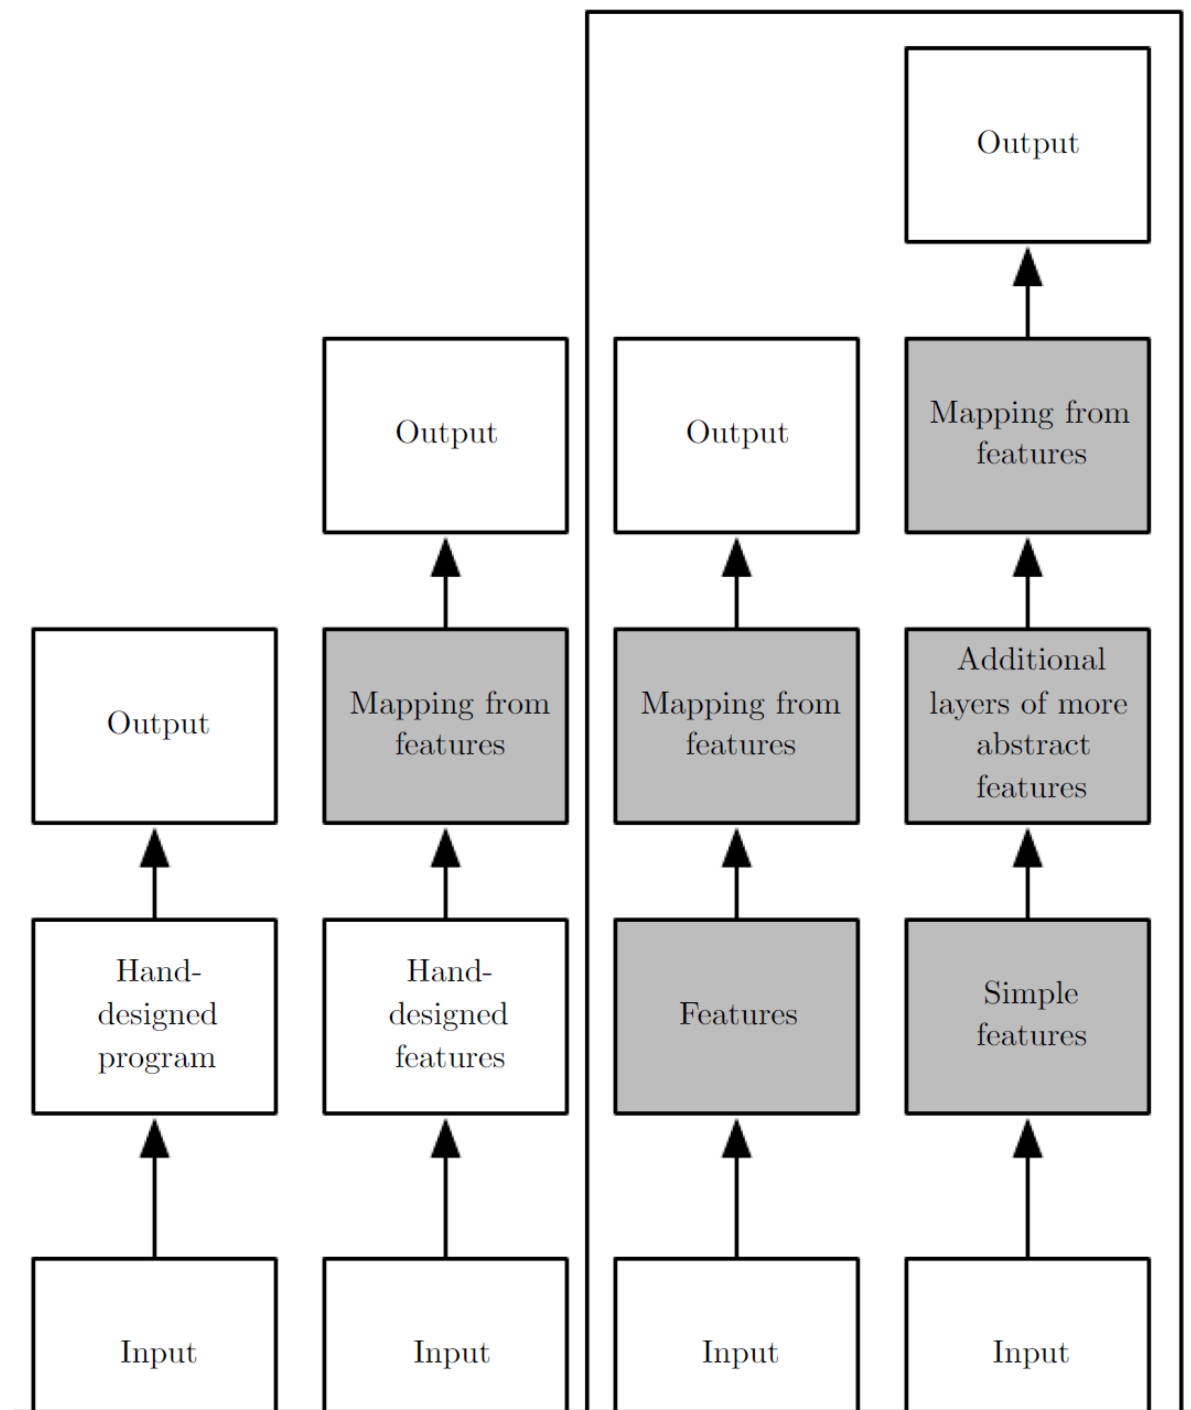 Output
Output
Output
Mapping from
features
Output
Mapping from
features
Mapping from
features
Additional
layers of more
abstract
features
Hand-
designed
program
Hand-
designed
features
Features
Simple
features
Input
Input
Input
Input